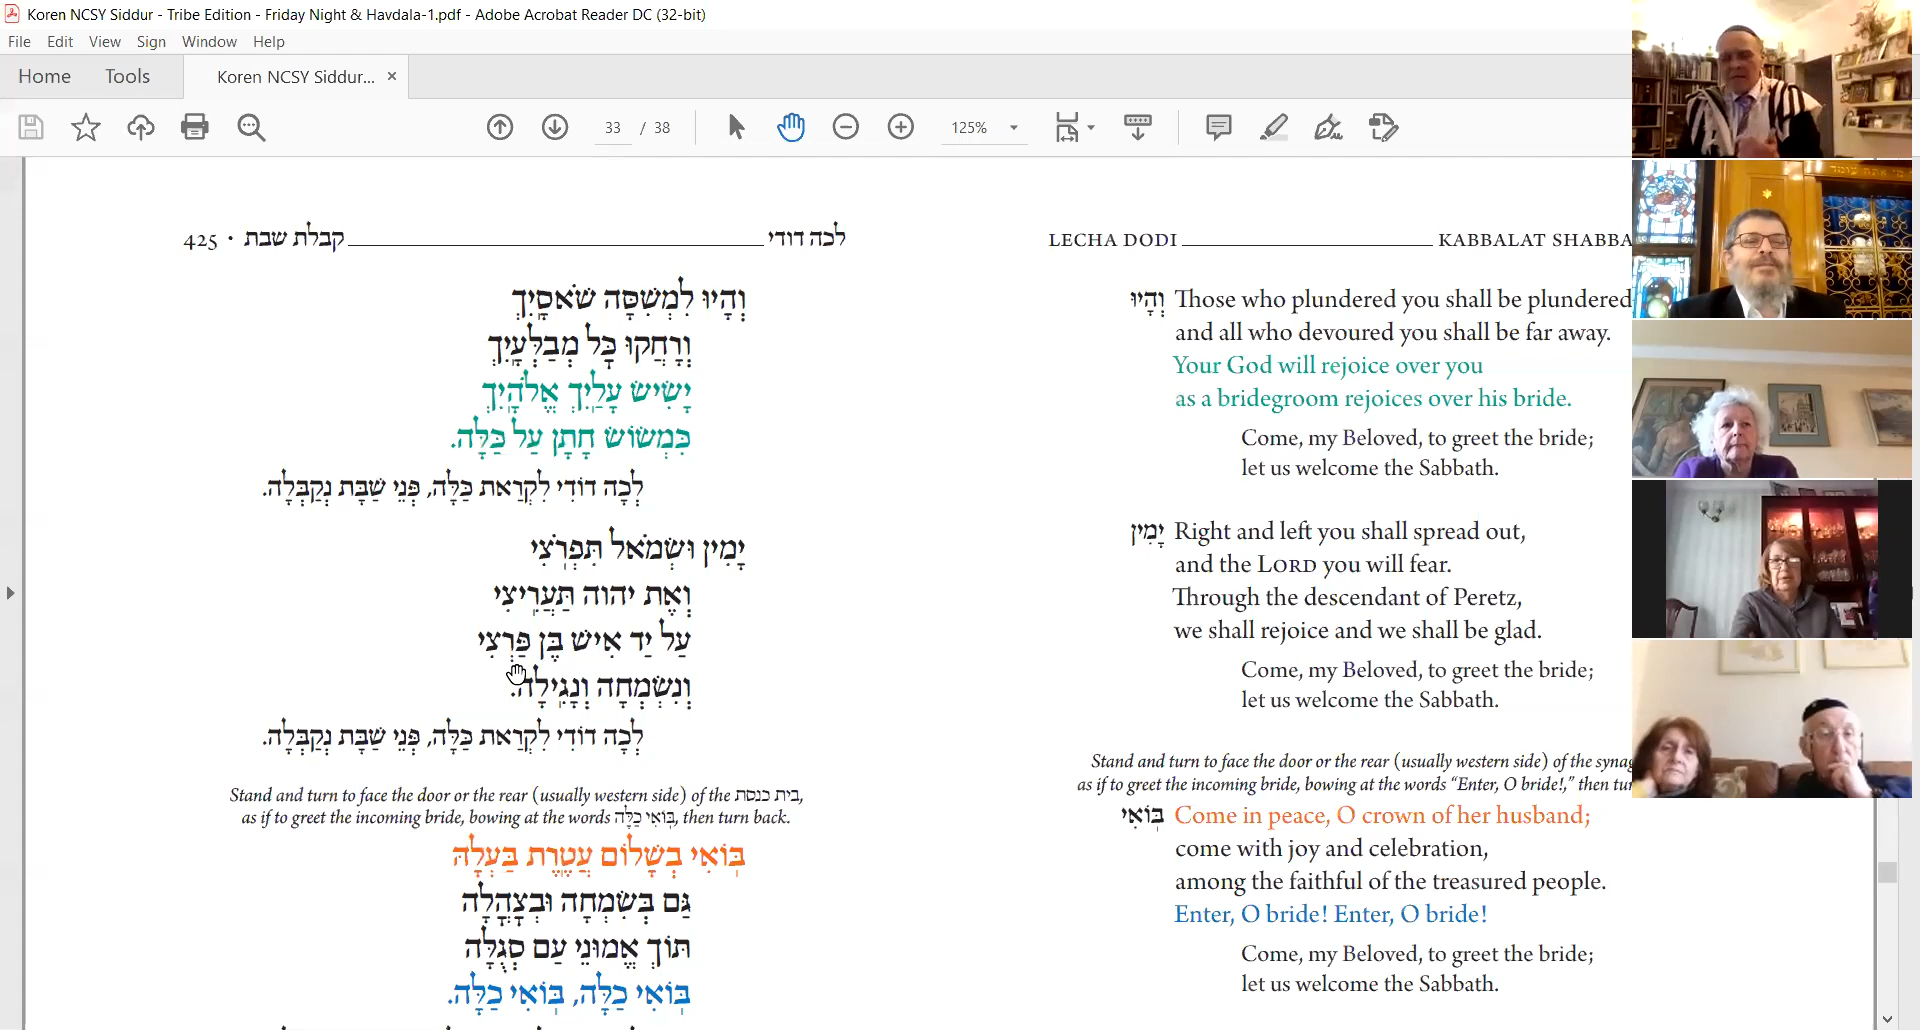 Koren NCSY Siddur - Tribe Edition - Friday Night & Havdala-1.pdf - Adobe Acrobat Reader DC (32-bit)
File Edit View Sign Window Help
Home Tools Koren NCSY Siddur... ×
33 / 38 125%
לכה דודי קבלת שבת · 425
וְהָיוּ לִמְשִׁסָּה שֹׁאסָֽיִךְ
וְרָחֲקוּ כָּל מְבַלְּעָֽיִךְ
יָשִׂישׂ עָלַֽיִךְ אֱלֹהָֽיִךְ
כִּמְשׂוֹשׂ חָתָן עַל כַּלָּה.
לְכָה דוֹדִי לִקְרַאת כַּלָּה, פְּנֵי שַׁבָּת נְקַבְּלָה.
יָמִין וּשְׂמֹאל תִּפְרֹֽצִי
וְאֶת יהוה תַּעֲרִֽיצִי
עַל יַד אִישׁ בֶּן פַּרְצִי
וְנִשְׂמְחָה וְנָגִֽילָה.
לְכָה דוֹדִי לִקְרַאת כַּלָּה, פְּנֵי שַׁבָּת נְקַבְּלָה.
Stand and turn to face the door or the rear (usually western side) of the בית כנסת,
as if to greet the incoming bride, bowing at the words בּֽוֹאִי כַלָּה, then turn back.
בּֽוֹאִי בְשָׁלוֹם עֲטֶֽרֶת בַּעְלָהּ
גַּם בְּשִׂמְחָה וּבְצָהֳלָה
תּוֹךְ אֱמוּנֵי עַם סְגֻלָּה
בּֽוֹאִי כַלָּה, בּֽוֹאִי כַלָּה.
LECHA DODI KABBALAT SHABBA
וְהָיוּ Those who plundered you shall be plundered
and all who devoured you shall be far away.
Your God will rejoice over you
as a bridegroom rejoices over his bride.
Come, my Beloved, to greet the bride;
let us welcome the Sabbath.
יָמִין Right and left you shall spread out,
and the LORD you will fear.
Through the descendant of Peretz,
we shall rejoice and we shall be glad.
Come, my Beloved, to greet the bride;
let us welcome the Sabbath.
Stand and turn to face the door or the rear (usually western side) of the synag
as if to greet the incoming bride, bowing at the words "Enter, O bride!," then tur
בּֽוֹאִי Come in peace, O crown of her husband;
come with joy and celebration,
among the faithful of the treasured people.
Enter, O bride! Enter, O bride!
Come, my Beloved, to greet the bride;
let us welcome the Sabbath.